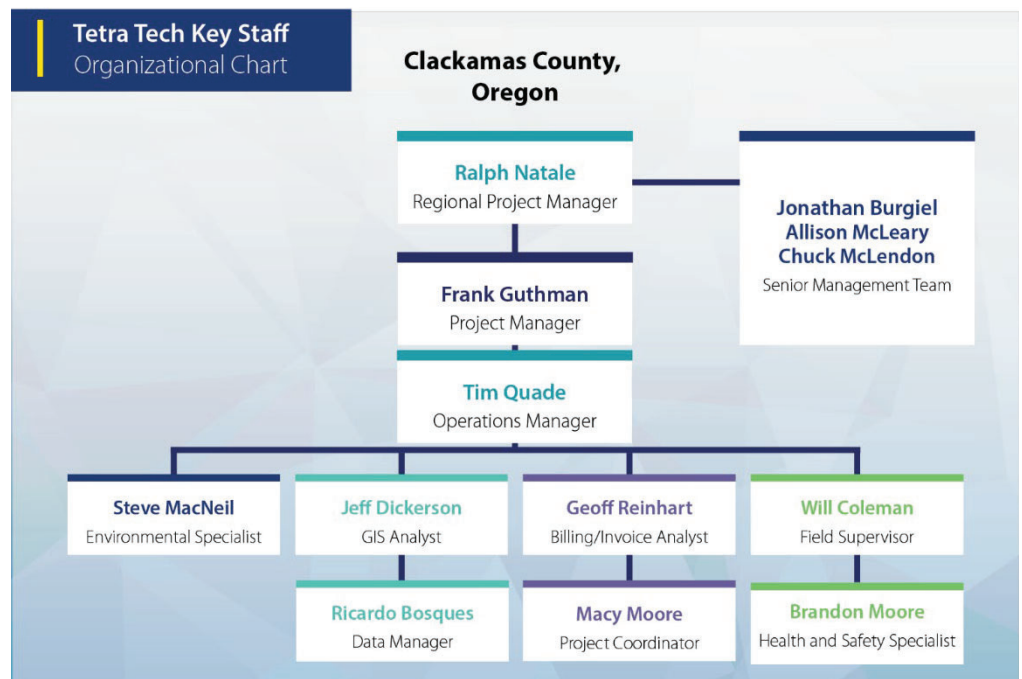 Tetra Tech Key Staff
Organizational Chart
Clackamas County,
Oregon
Ralph Natale
Regional Project Manager
Jonathan Burgiel
Allison McLeary
Chuck McLendon
Senior Management Team
Frank Guthman
Project Manager
Tim Quade
Operations Manager
Steve MacNeil
Environmental Specialist
Jeff Dickerson
GIS Analyst
Geoff Reinhart
Billing/Invoice Analyst
Will Coleman
Field Supervisor
Ricardo Bosques
Data Manager
Macy Moore
Project Coordinator
Brandon Moore
Health and Safety Specialist